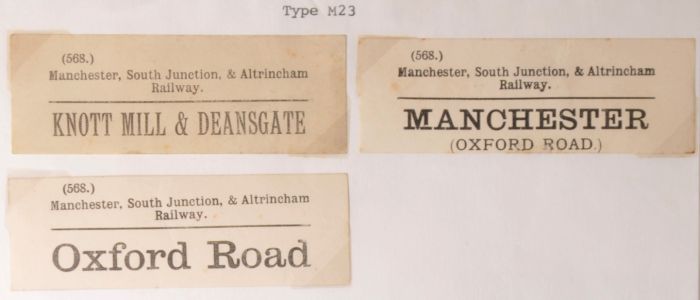 Type M23
(568.)
Manchester, South Junction, & Altrincham
Railway.
KNOTT MILL & DEANSGATE
(568.)
Manchester, South Junction, & Altrincham
Railway.
MANCHESTER
(OXFORD ROAD.)
(568.)
Manchester, South Junction, & Altrincham
Railway.
Oxford Road